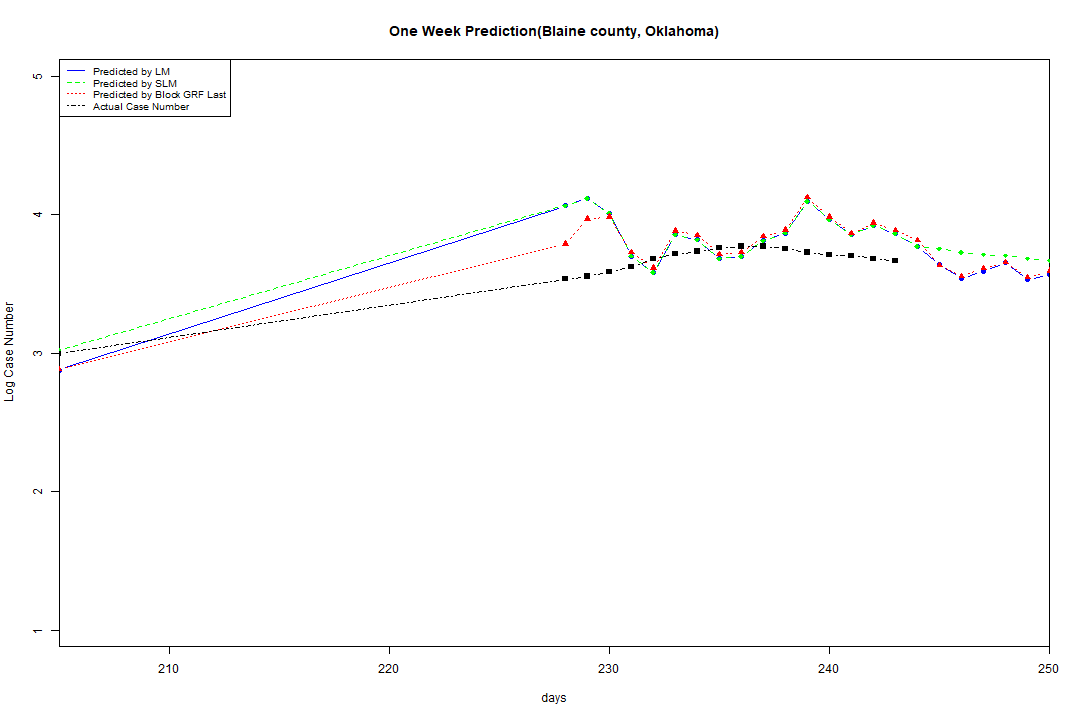 One Week Prediction(Blaine county, Oklahoma)
Predicted by LM
Predicted by SLM
Predicted by Block GRF Last
Actual Case Number
Log Case Number
5
4
3
2
1
210 220 230 240 250
days